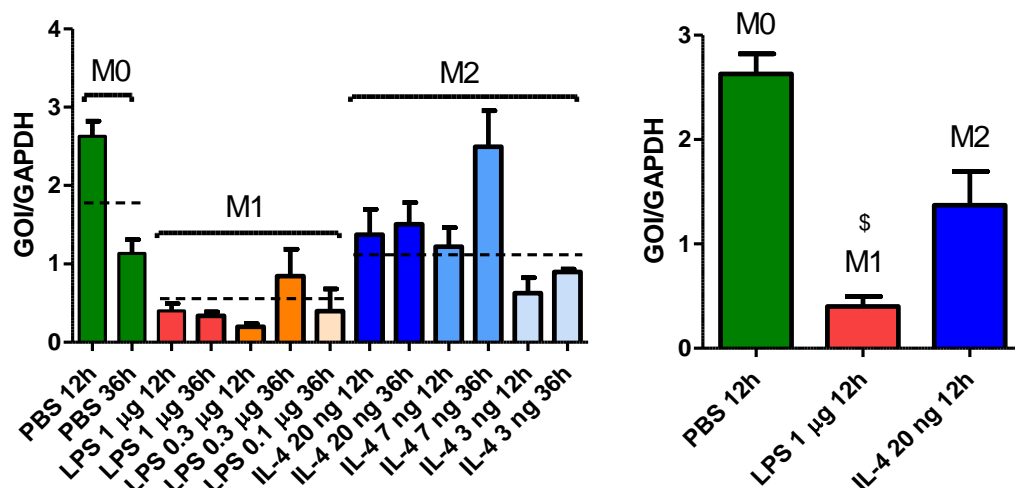 GOI/GAPDH
4
3
2
1
0
M0
M1
M2
PBS 12h
PBS 36h
LPS 1 μg 12h
LPS 1 μg 36h
LPS 0.3 μg 12h
LPS 0.3 μg 36h
LPS 0.1 μg 36h
IL-4 20 ng 12h
IL-4 20 ng 36h
IL-4 7 ng 12h
IL-4 7 ng 36h
IL-4 3 ng 12h
IL-4 3 ng 36h
GOI/GAPDH
3
2
1
0
M0
$
M1
M2
PBS 12h
LPS 1 μg 12h
IL-4 20 ng 12h